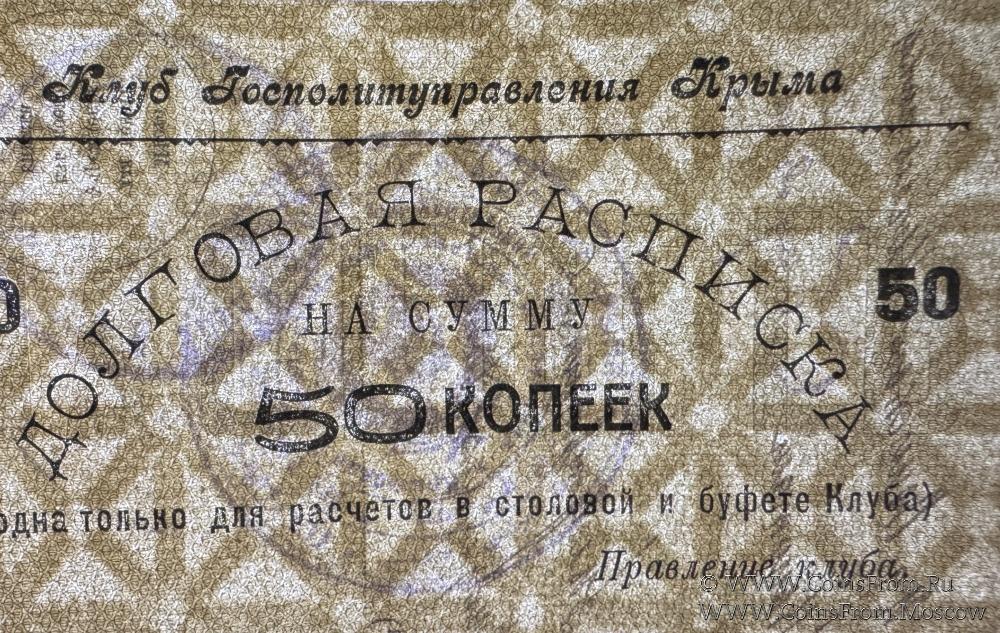 Клуб Госполитуправления Крыма
ДОЛГОВАЯ РАСПИСКА
НА СУММУ
50 КОПЕЕК
50
одна только для расчетов в столовой и буфете Клуба)
Правление клуба.
© WWW.CoinsFrom.Ru
WWW.CoinsFrom.Moscow